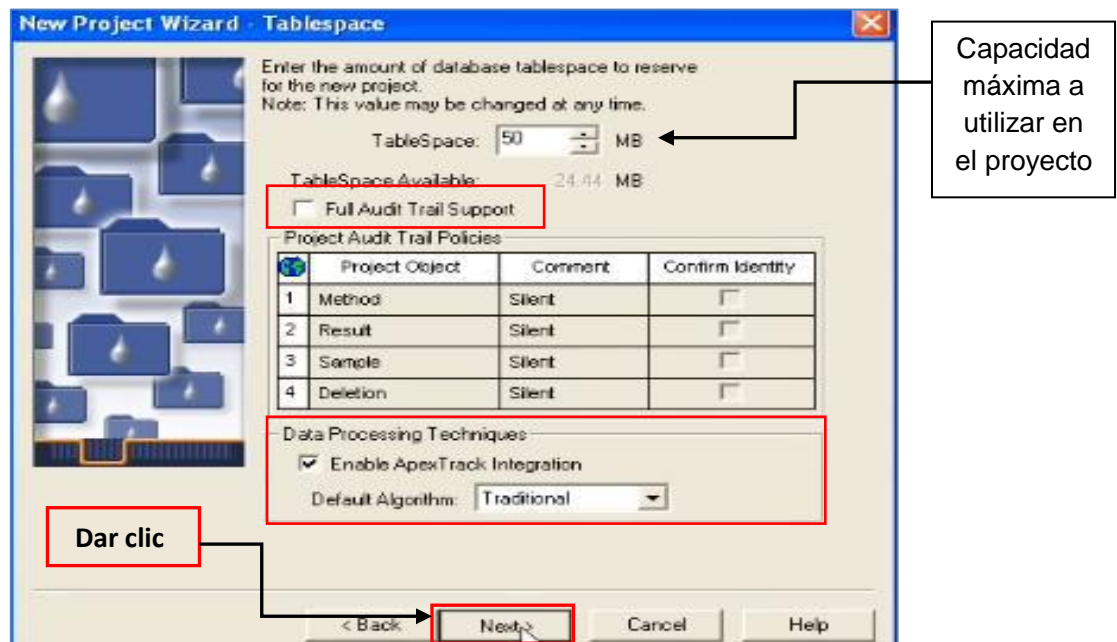 New Project Wizard - Tablespace
Enter the amount of database tablespace to reserve
for the new project.
Note: This value may be changed at any time.
TableSpace: 50 MB
TableSpace Available: 24.44 MB
Full Audit Trail Support
Project Audit Trail Policies
Project Object Comment Confirm Identity
1 Method Silent
2 Result Silent
3 Sample Silent
4 Deletion Silent
Data Processing Techniques
Enable ApexTrack Integration
Default Algorithm: Traditional
< Back Next > Cancel Help
Capacidad
máxima a
utilizar en
el proyecto
Dar clic